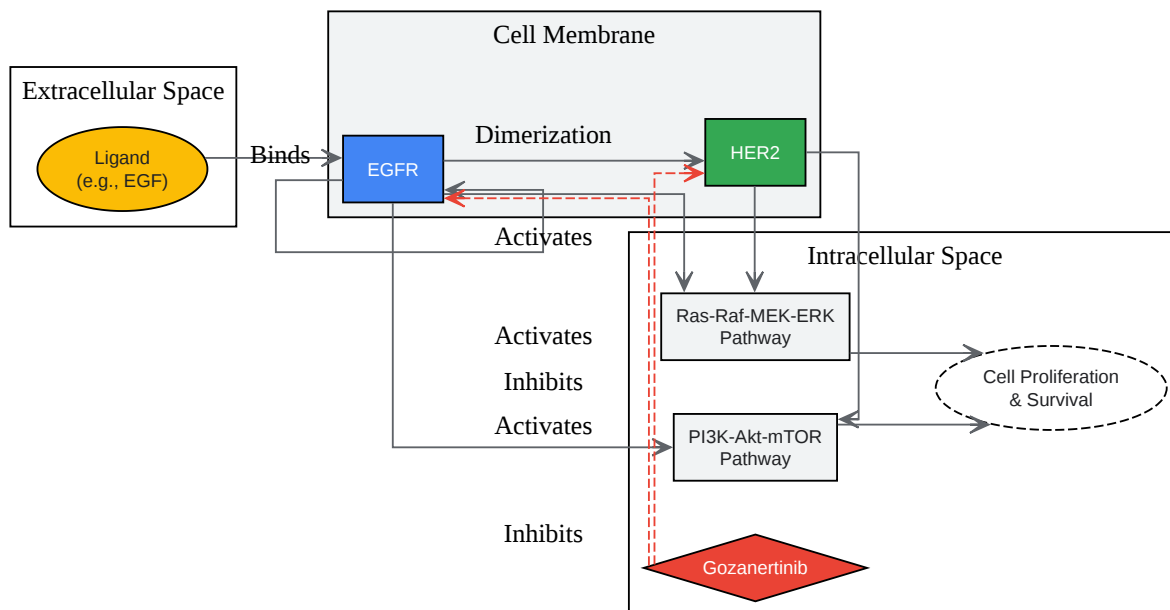 Cell Membrane
Extracellular Space
Ligand
(e.g., EGF)
Binds
EGFR
Dimerization
HER2
Activates
Intracellular Space
Ras-Raf-MEK-ERK
Pathway
Activates
Inhibits
Cell Proliferation
& Survival
Activates
PI3K-Akt-mTOR
Pathway
Inhibits
Gozanertinib